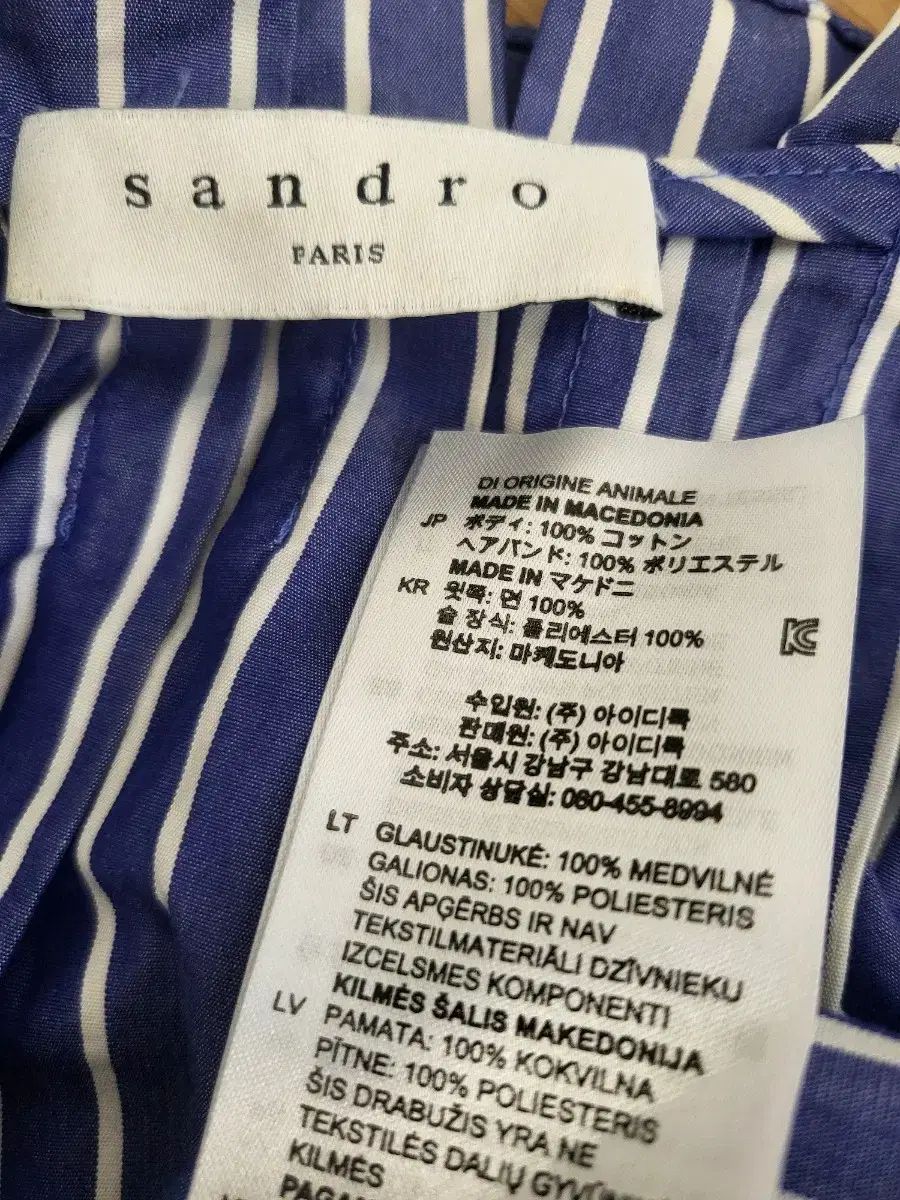 sandro
PARIS
DI ORIGINE ANIMALE
MADE IN MACEDONIA
JP ボディ: 100% コットン
ヘアバンド: 100% ポリエステル
MADE IN マケドニ
KR 윗쪽: 면 100%
술 장식: 폴리에스터 100%
원산지: 마케도니아
수입원: (주) 아이디룩
판매원: (주) 아이디룩
주소: 서울시 강남구 강남대로 580
소비자 상담실: 080-455-8994
LT GLAUSTINUKĖ: 100% MEDVILNĖ
GALIONAS: 100% POLIESTERIS
ŠIS APĢĒRBS IR NAV
TEKSTILMATERIĀLI DZĪVNIEKU
IZCELSMES KOMPONENTI
KILMĖS ŠALIS MAKEDONIJA
LV PAMATA: 100% KOKVILNA
PĪTNE: 100% POLIESTERIS
ŠIS DRABUŽIS YRA NE
TEKSTILĖS DALIŲ
KILMĖS